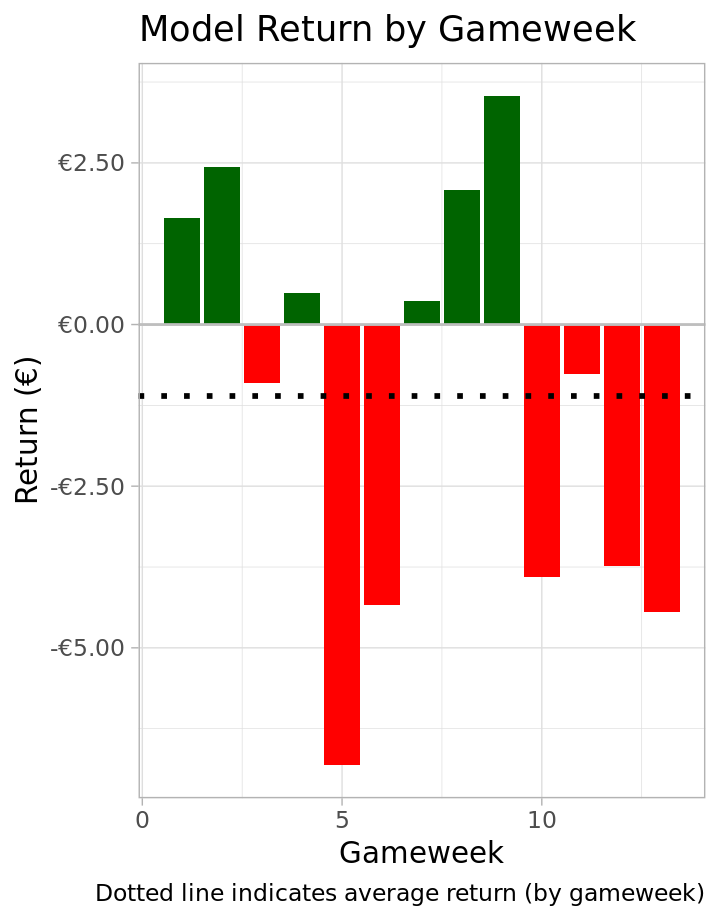 Model Return by Gameweek
€2.50
€0.00
-€2.50
-€5.00
Return (€)
0 5 10
Gameweek
Dotted line indicates average return (by gameweek)